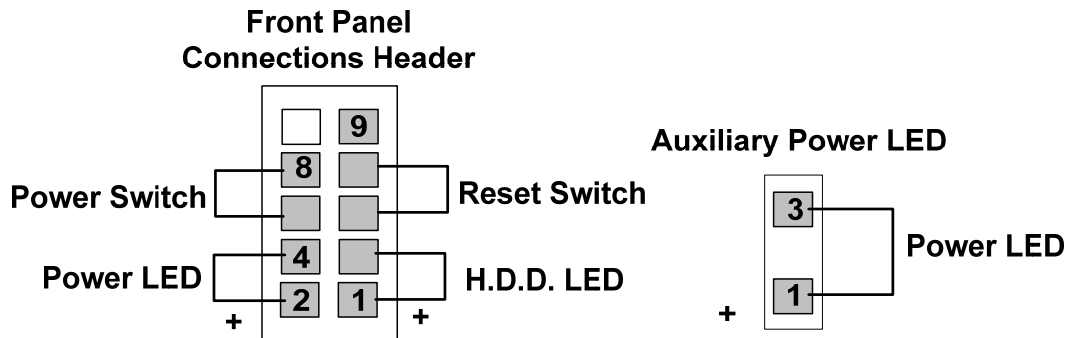 Front Panel
Connections Header
9
8
Power Switch
Reset Switch
4
Power LED
H.D.D. LED
2
1
+
+
Auxiliary Power LED
3
Power LED
1
+